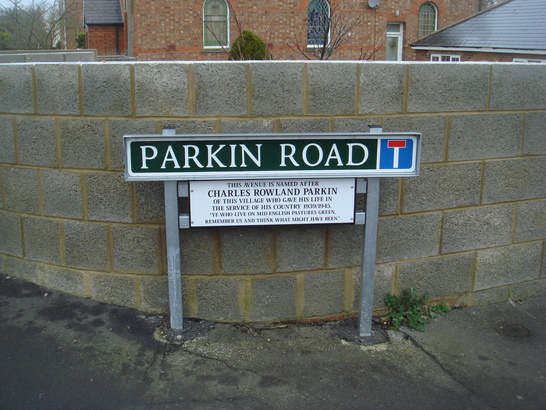 PARKIN ROAD
THIS AVENUE IS NAMED AFTER
CHARLES ROWLAND PARKIN
OF THIS VILLAGE WHO GAVE HIS LIFE IN
THE SERVICE OF HIS COUNTRY 1939/1945.
"YE WHO LIVE ON MID ENGLISH PASTURES GREEN,
REMEMBER US AND THINK WHAT MIGHT HAVE BEEN."